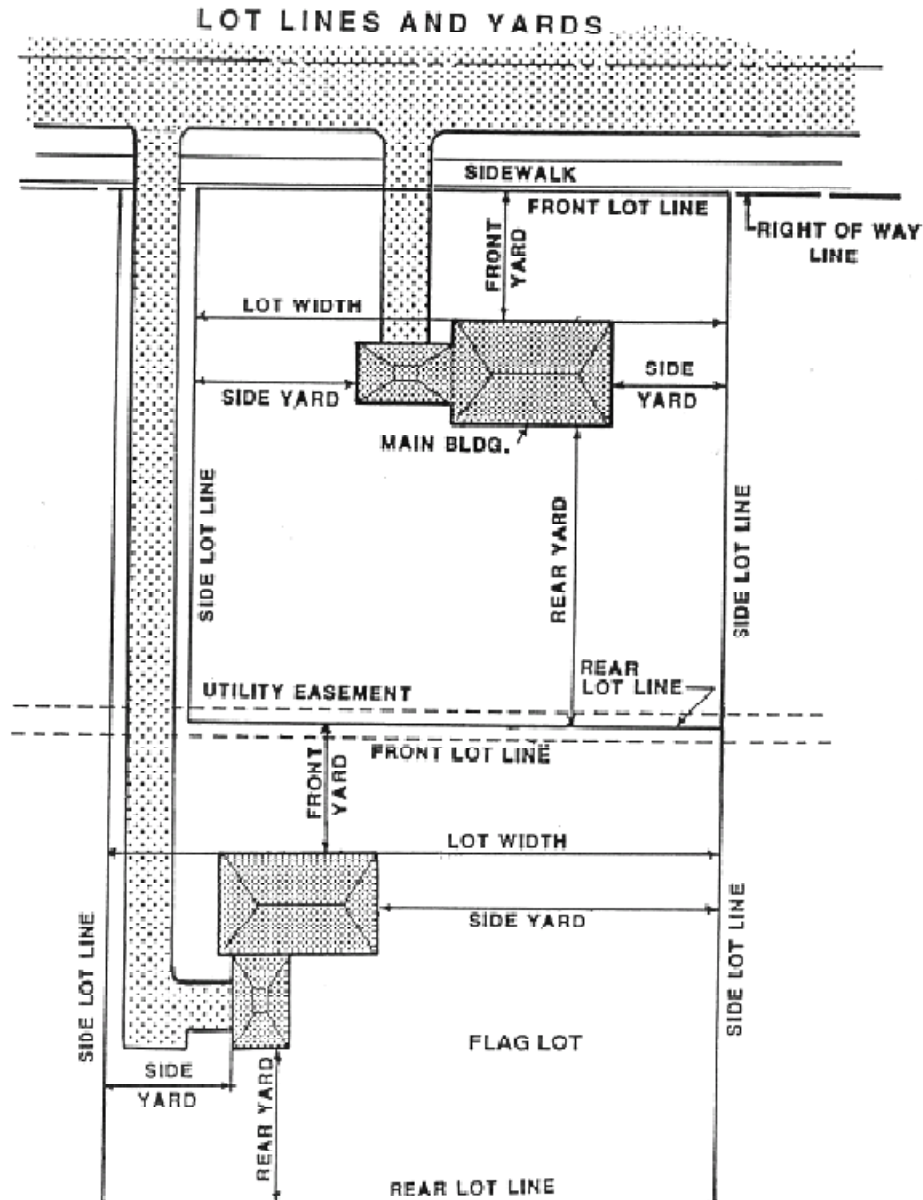 LOT LINES AND YARDS
SIDEWALK
FRONT LOT LINE
RIGHT OF WAY
LINE
FRONT
YARD
LOT WIDTH
SIDE YARD
SIDE
YARD
MAIN BLDG.
SIDE LOT LINE
REAR YARD
SIDE LOT LINE
REAR
LOT LINE
UTILITY EASEMENT
FRONT LOT LINE
FRONT
YARD
LOT WIDTH
SIDE YARD
SIDE LOT LINE
SIDE LOT LINE
FLAG LOT
SIDE
YARD
REAR YARD
REAR LOT LINE